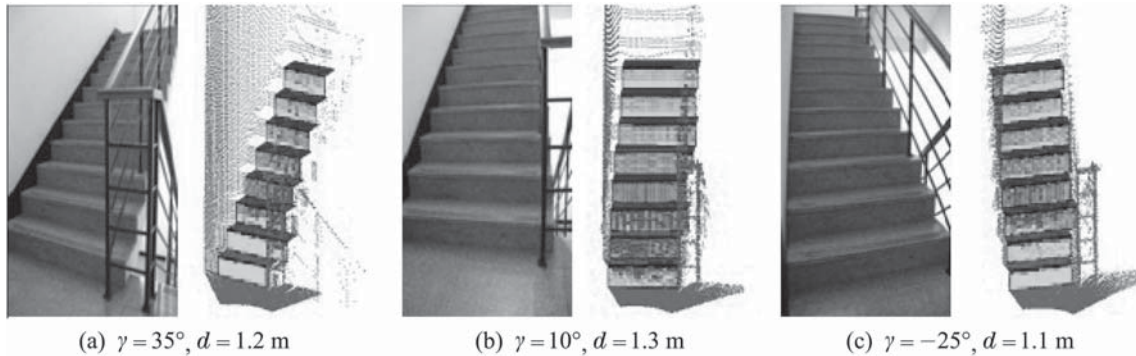 (a) γ = 35°, d = 1.2 m
(b) γ = 10°, d = 1.3 m
(c) γ = −25°, d = 1.1 m